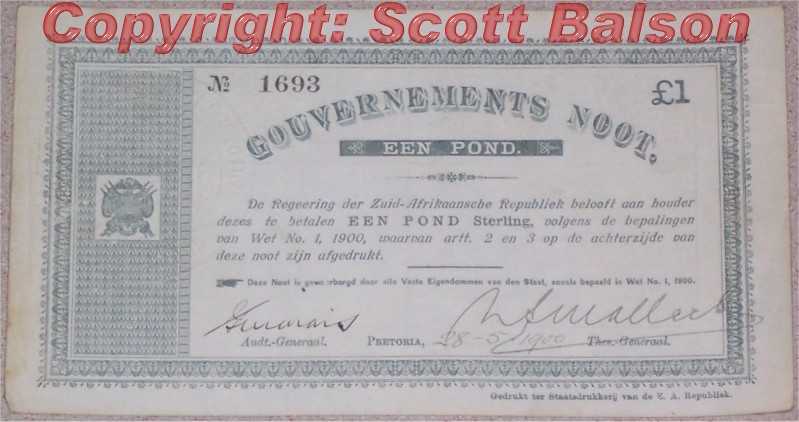 Copyright: Scott Balson
No 1693
£1
GOUVERNEMENTS NOOT,
EEN POND.
De Regeering der Zuid-Afrikaansche Republiek belooft aan houder
dezes te betalen EEN POND Sterling, volgens de bepalingen
van Wet No. 1, 1900, waarvan artt. 2 en 3 op de achterzijde van
deze noot zijn afgedrukt.
Deze Noot is gewaarborgd door alle Vaste Eigendommen van den Staat, zooals bepaald in Wet No. 1, 1900.
Audt.-Generaal. PRETORIA, 28-5-1900 Thes.-Generaal.
Gedrukt ter Staatsdrukkerij van de Z. A. Republiek.